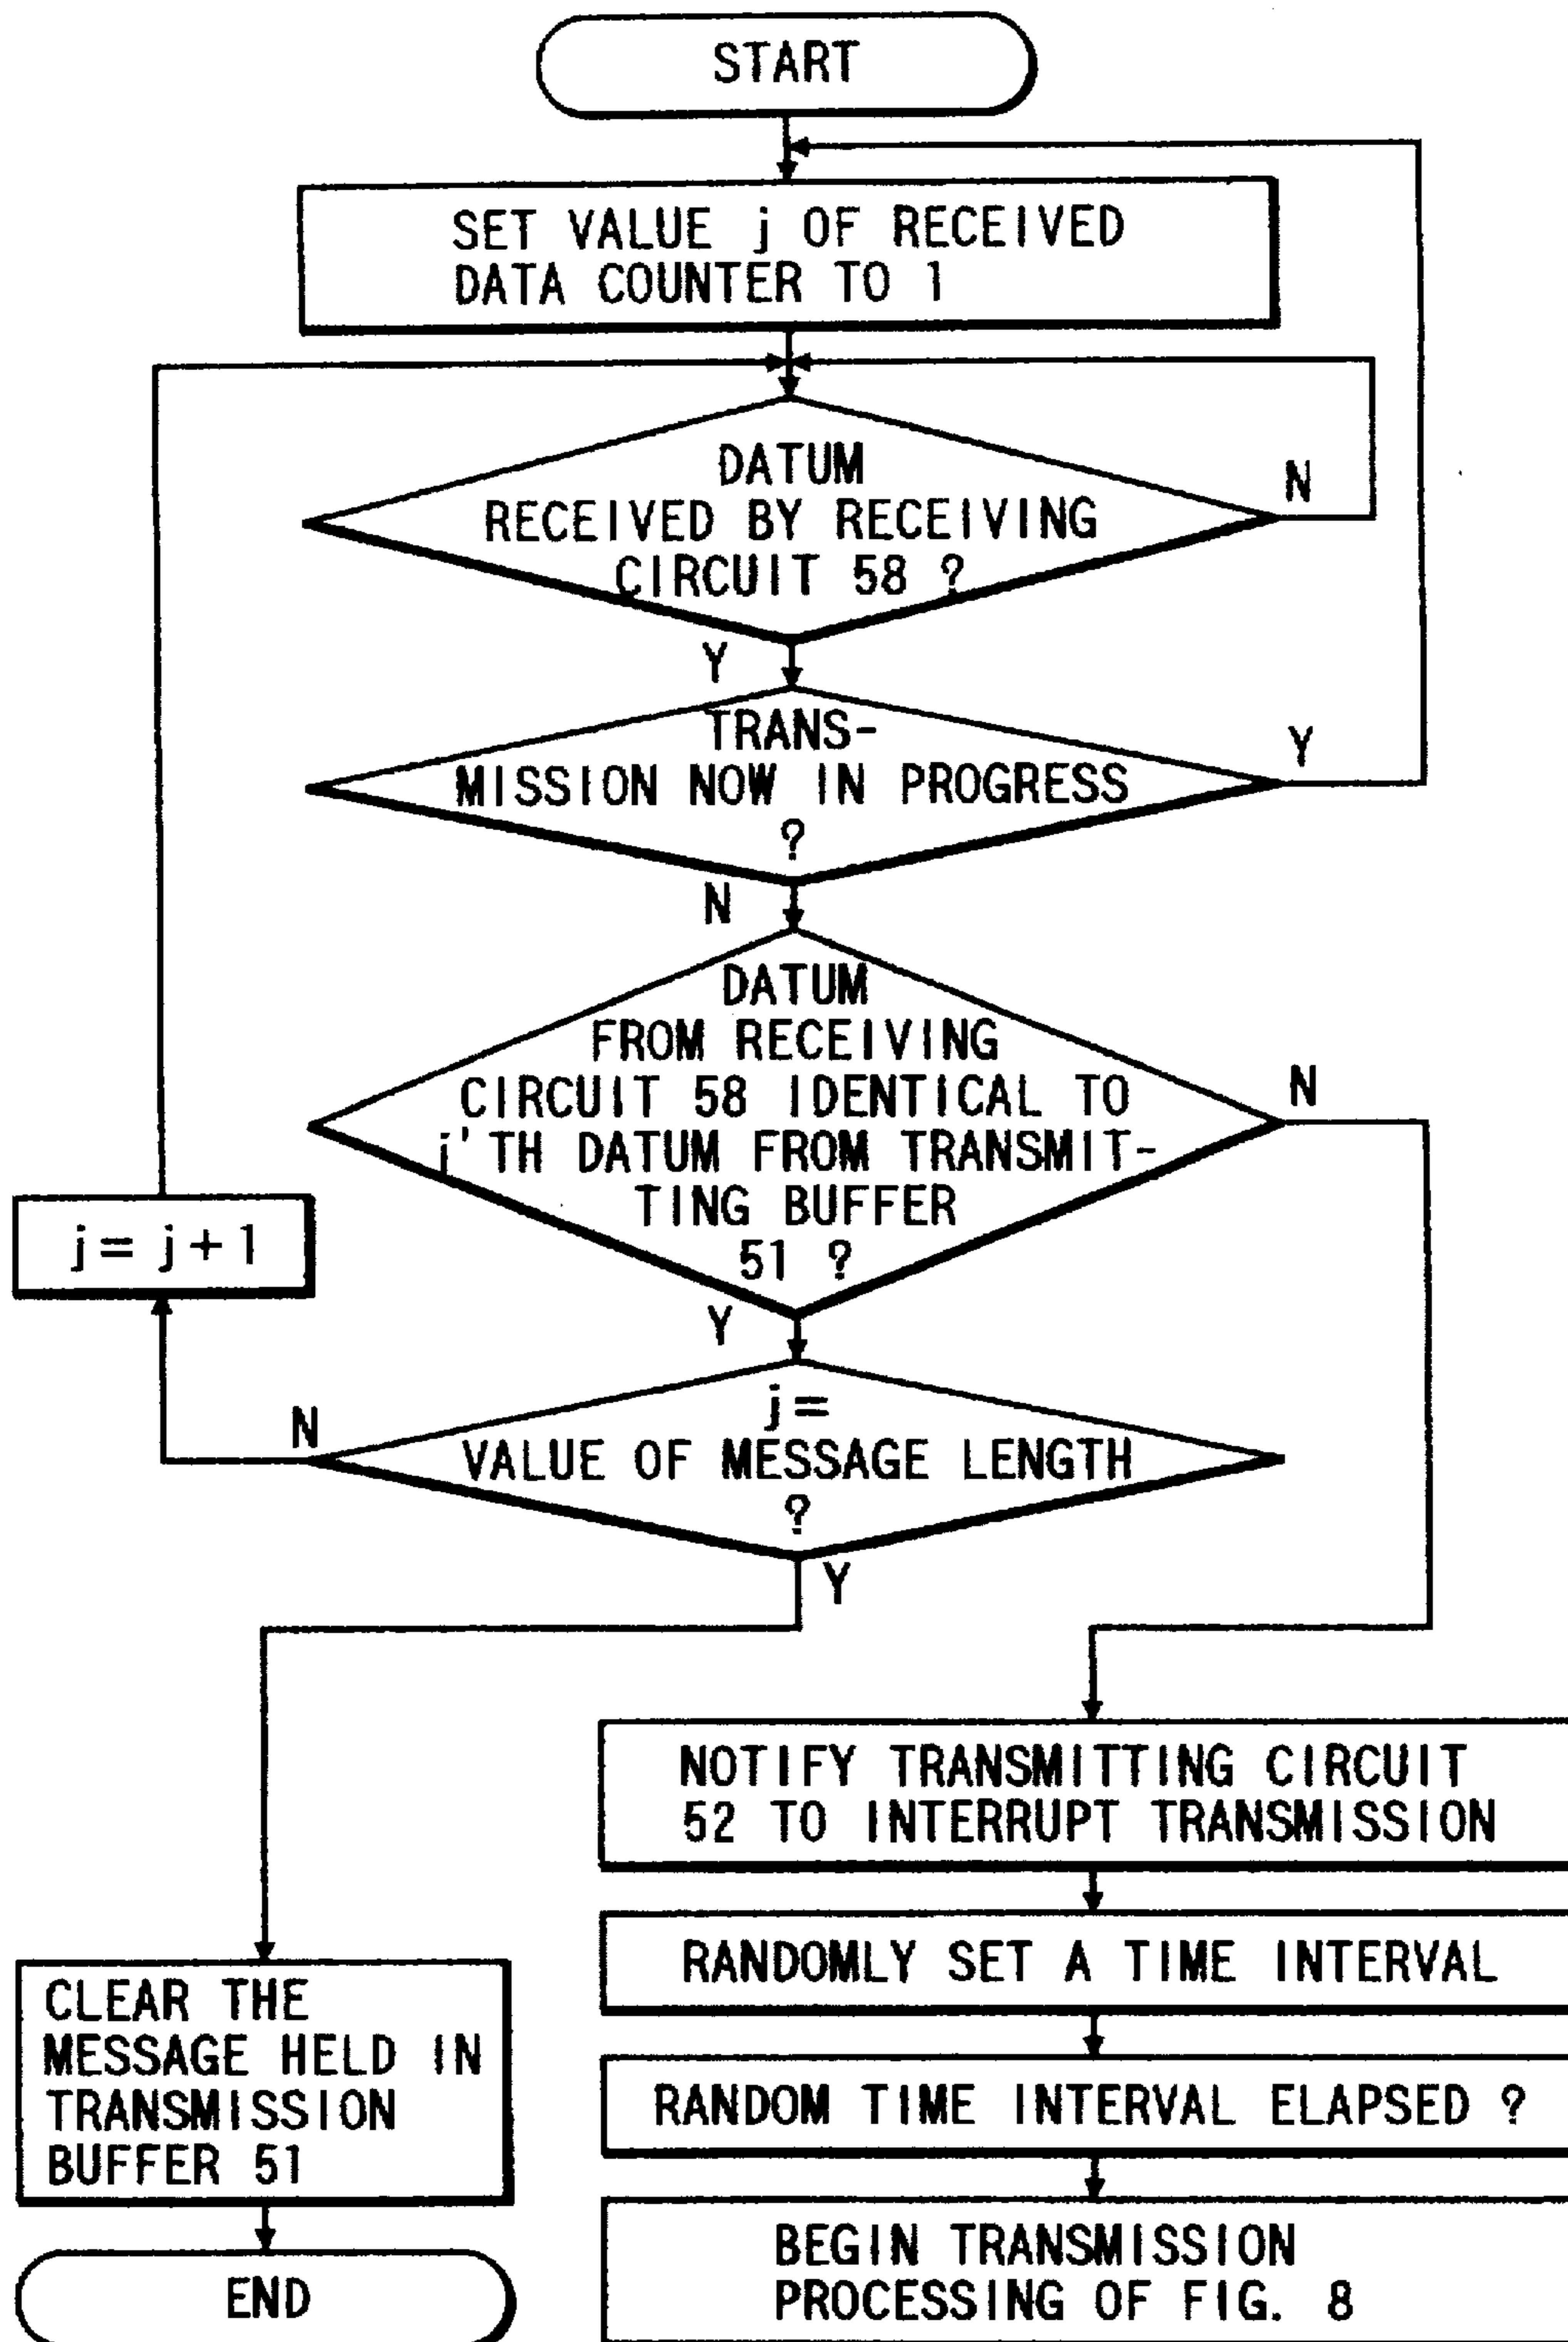 START
SET VALUE j OF RECEIVED
DATA COUNTER TO 1
DATUM
RECEIVED BY RECEIVING
CIRCUIT 58 ?
N
Y
TRANS-
MISSION NOW IN PROGRESS
?
Y
N
DATUM
FROM RECEIVING
CIRCUIT 58 IDENTICAL TO
j'TH DATUM FROM TRANSMIT-
TING BUFFER
51 ?
N
Y
j= j+1
j=
VALUE OF MESSAGE LENGTH
?
N
Y
NOTIFY TRANSMITTING CIRCUIT
52 TO INTERRUPT TRANSMISSION
RANDOMLY SET A TIME INTERVAL
RANDOM TIME INTERVAL ELAPSED ?
BEGIN TRANSMISSION
PROCESSING OF FIG. 8
CLEAR THE
MESSAGE HELD IN
TRANSMISSION
BUFFER 51
END